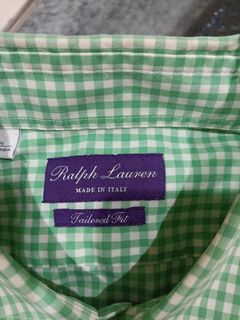 Ralph Lauren
MADE IN ITALY
Tailored Fit